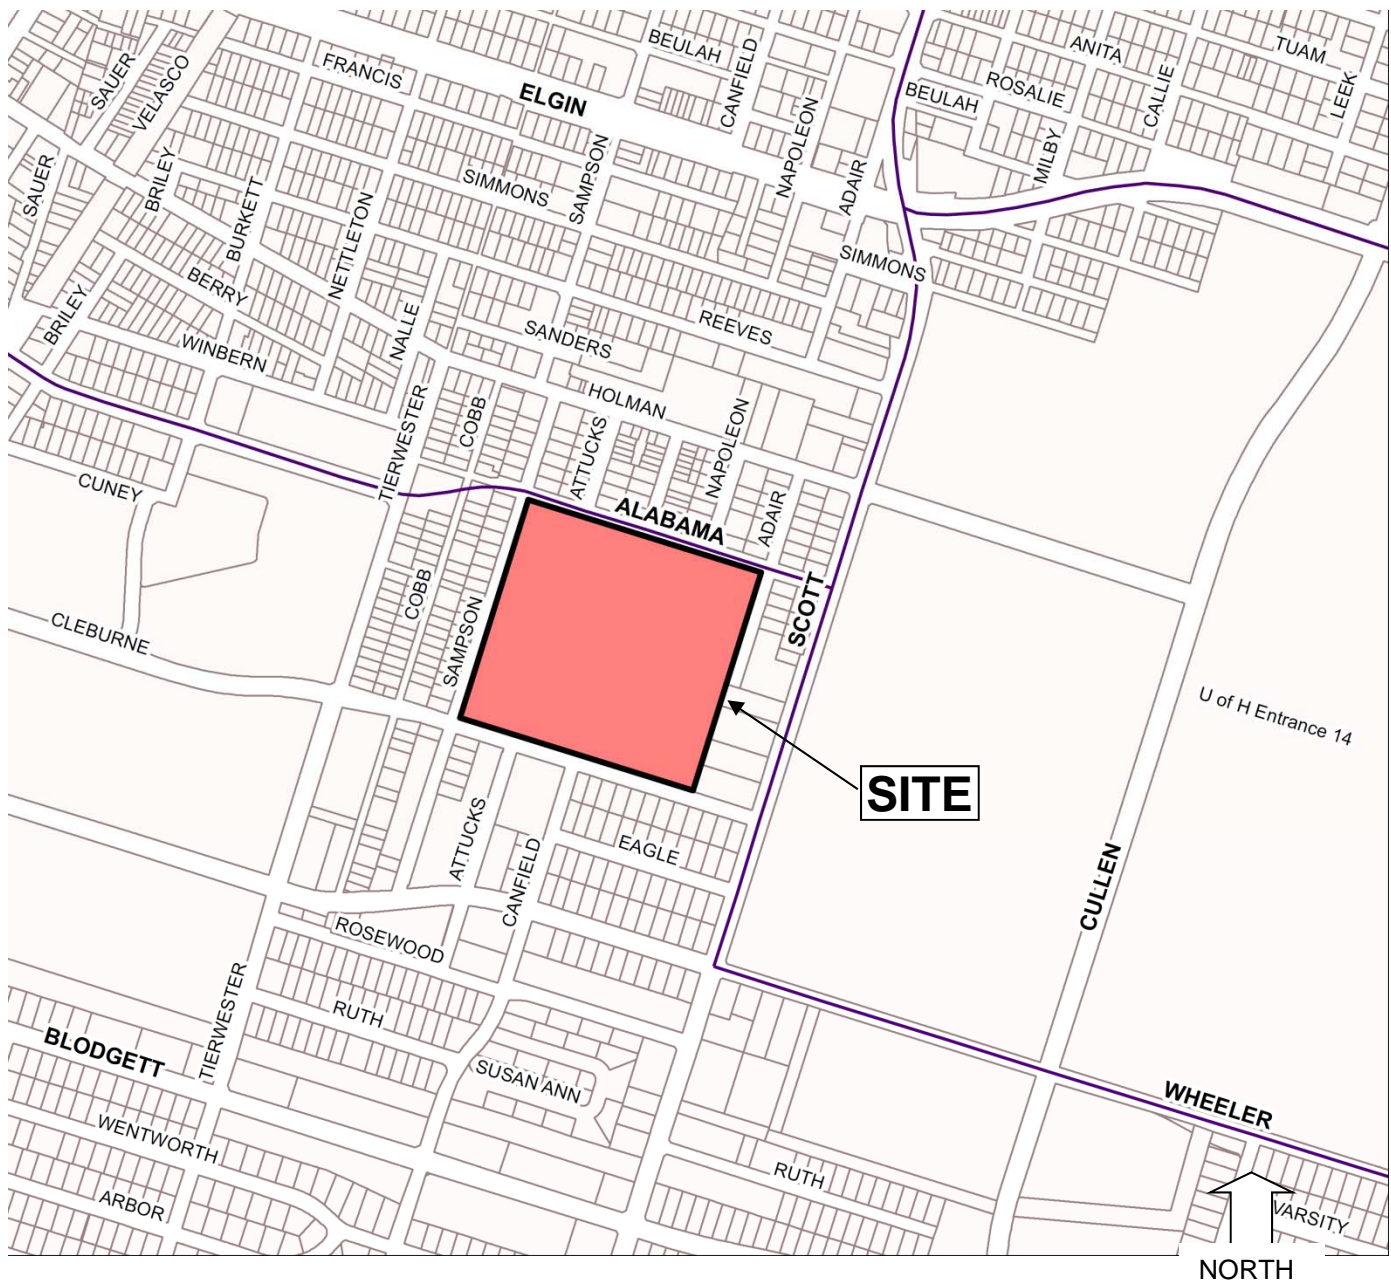 BEULAH
CANFIELD
ANITA
TUAM
SAUER
VELASCO
FRANCIS
ELGIN
BEULAH
ROSALIE
CALLIE
LEEK
NAPOLEON
MILBY
SAUER
BRILEY
BURKETT
NETTLETON
SIMMONS
SAMPSON
ADAIR
SIMMONS
BERRY
BRILEY
WINBERN
NALLE
SANDERS
REEVES
HOLMAN
TIERWESTER
COBB
ATTUCKS
NAPOLEON
ADAIR
CUNEY
ALABAMA
COBB
SAMPSON
SCOTT
CLEBURNE
U of H Entrance 14
SITE
ATTUCKS
CANFIELD
EAGLE
CULLEN
ROSEWOOD
TIERWESTER
RUTH
BLODGETT
SUSAN ANN
WHEELER
WENTWORTH
RUTH
ARBOR
VARSITY
NORTH